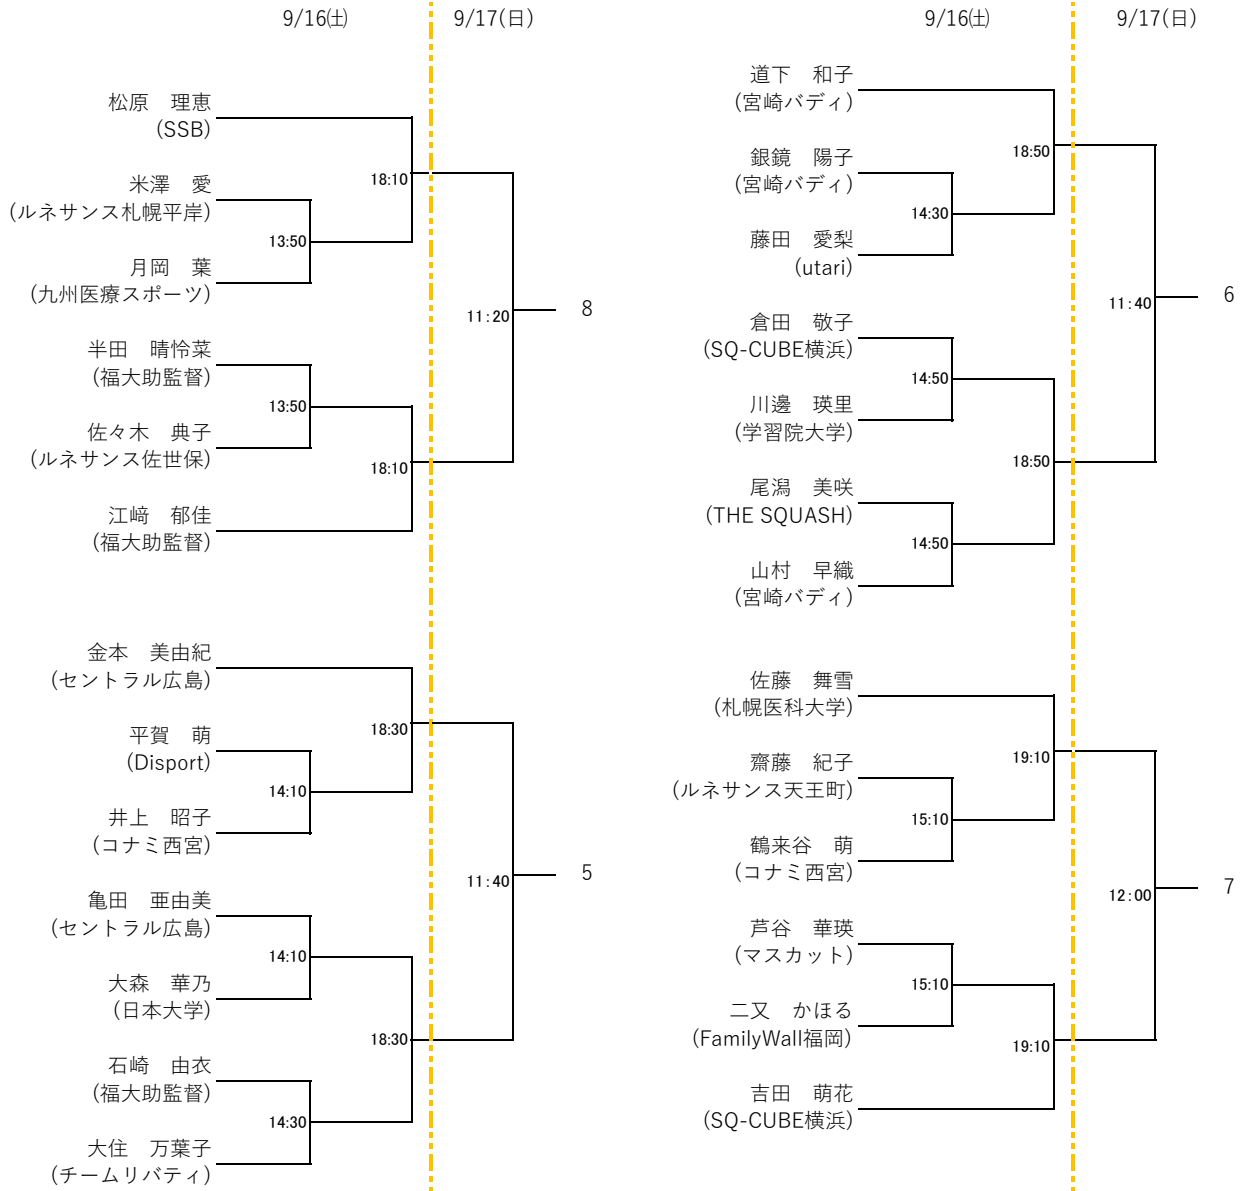 9/16㈯
9/17(日)
松原　理恵
(SSB)
米澤　愛
(ルネサンス札幌平岸)
月岡　葉
(九州医療スポーツ)
半田　晴怜菜
(福大助監督)
佐々木　典子
(ルネサンス佐世保)
江﨑　郁佳
(福大助監督)
13:50
18:10
13:50
18:10
11:20
8
金本　美由紀
(セントラル広島)
平賀　萌
(Disport)
井上　昭子
(コナミ西宮)
亀田　亜由美
(セントラル広島)
大森　華乃
(日本大学)
石崎　由衣
(福大助監督)
大住　万葉子
(チームリバティ)
18:30
14:10
14:10
18:30
14:30
11:40
5
9/16㈯
9/17(日)
道下　和子
(宮崎バディ)
銀鏡　陽子
(宮崎バディ)
藤田　愛梨
(utari)
倉田　敬子
(SQ-CUBE横浜)
川邊　瑛里
(学習院大学)
尾潟　美咲
(THE SQUASH)
山村　早織
(宮崎バディ)
18:50
14:30
14:50
18:50
14:50
11:40
6
佐藤　舞雪
(札幌医科大学)
齋藤　紀子
(ルネサンス天王町)
鶴来谷　萌
(コナミ西宮)
芦谷　華瑛
(マスカット)
二又　かほる
(FamilyWall福岡)
吉田　萌花
(SQ-CUBE横浜)
19:10
15:10
15:10
19:10
12:00
7